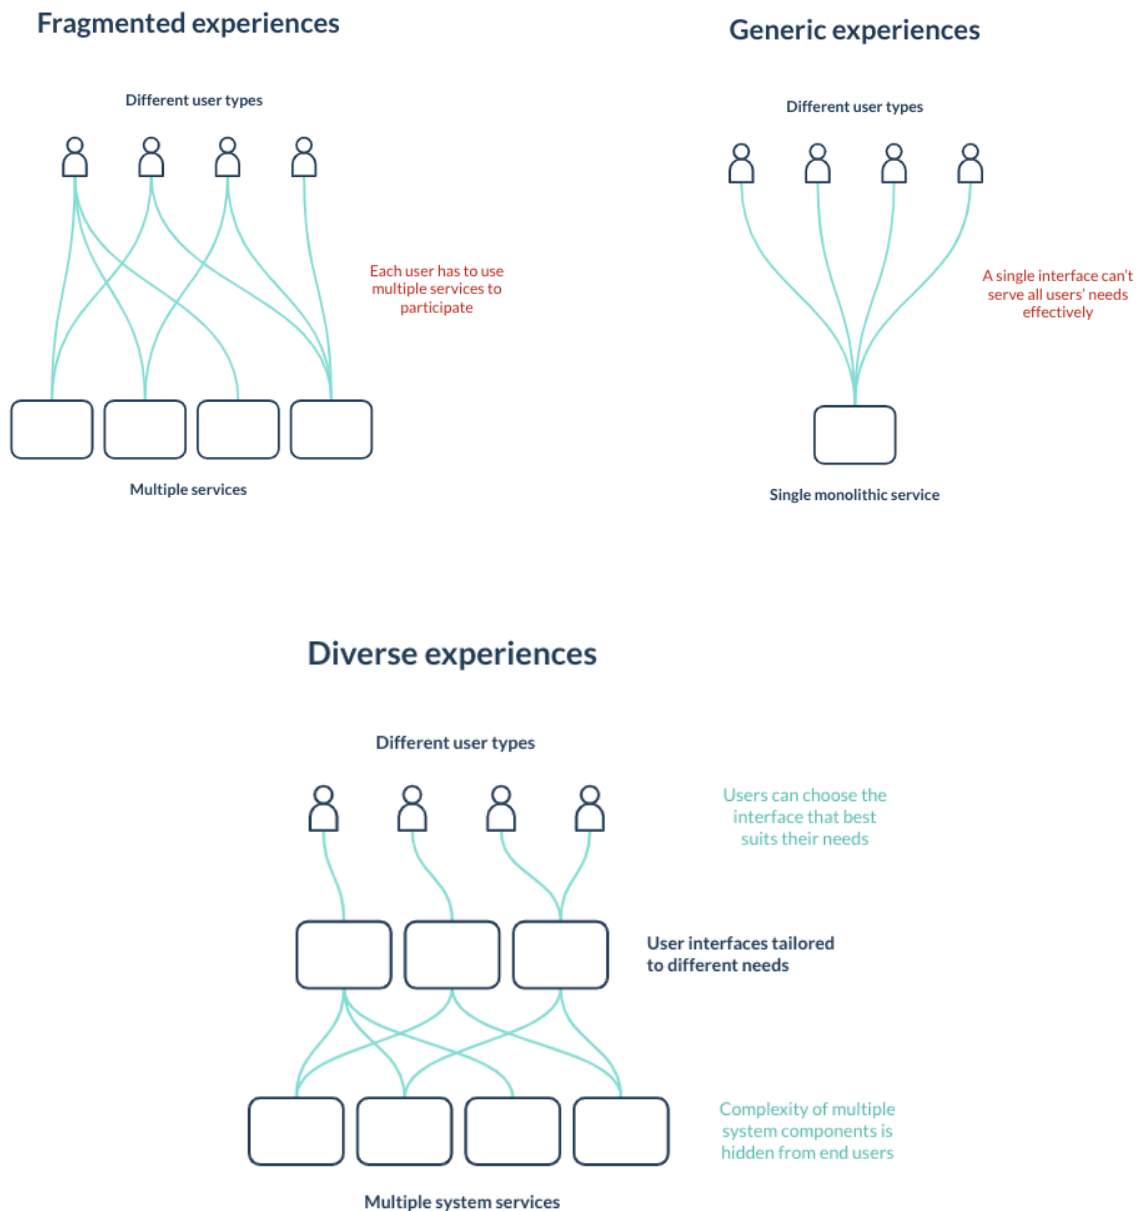 Fragmented experiences
Different user types
Each user has to use
multiple services to
participate
Multiple services
Generic experiences
Different user types
A single interface can't
serve all users' needs
effectively
Single monolithic service
Diverse experiences
Different user types
Users can choose the
interface that best
suits their needs
User interfaces tailored
to different needs
Complexity of multiple
system components is
hidden from end users
Multiple system services